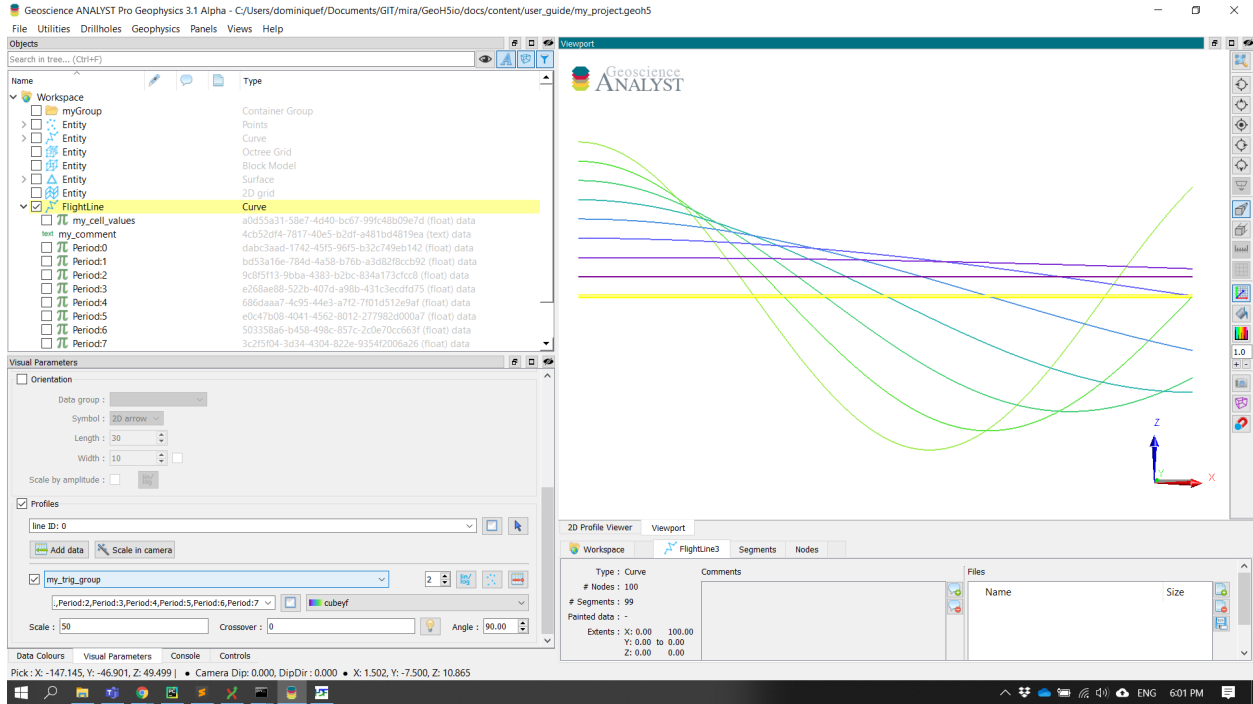 Geoscience ANALYST Pro Geophysics 3.1 Alpha - C:/Users/dominiquef/Documents/GIT/mira/GeoH5io/docs/content/user_guide/my_project.geoh5
File Utilities Drillholes Geophysics Panels Views Help
Objects
Search in tree... (Ctrl+F)
Name Type
Workspace
myGroup Container Group
Entity Points
Entity Curve
Entity Octree Grid
Entity Block Model
Entity Surface
Entity 2D grid
FlightLine Curve
my_cell_values a0d55a31-58e7-4d40-bc67-99fc48b09e7d (float) data
text my_comment 4cb52df4-7817-40e5-b2df-a481bd4819ea (text) data
Period:0 dabc3aad-1742-45f5-96f5-b32c749eb142 (float) data
Period:1 bd53a16e-784d-4a58-b76b-a3d82f8ccb92 (float) data
Period:2 5c8f5f13-9bba-4383-b2bc-834a173cfcc8 (float) data
Period:3 e268ae88-522b-407d-a98b-431c3ecdfd75 (float) data
Period:4 686daaa7-4c95-44e3-a7f2-7f01d512e9af (float) data
Period:5 e0c47b08-4041-4562-8012-277982d000a7 (float) data
Period:6 503358a6-b458-498c-857c-2c0e70cc663f (float) data
Period:7 3c2f5f04-3d34-4304-822e-9354f2006a26 (float) data
Visual Parameters
Orientation
Data group :
Symbol : 2D arrow
Length : 30
Width : 10
Scale by amplitude : lin/log
Profiles
line ID: 0
Add data Scale in camera
my_trig_group 2 lin/log
.,Period:2,Period:3,Period:4,Period:5,Period:6,Period:7 cubeyf
Scale : 50 Crossover : 0 Angle : 90.00
Data Colours Visual Parameters Console Controls
Pick : X: -147.145, Y: -46.901, Z: 49.499 | • Camera Dip: 0.000, DipDir : 0.000 • X: 1.502, Y: -7.500, Z: 10.865
Viewport
Geoscience
ANALYST
Z
Y
X
1.0
2D Profile Viewer Viewport
Workspace FlightLine3 Segments Nodes
Type : Curve
# Nodes : 100
# Segments : 99
Painted data : -
Extents : X: 0.00 100.00
Y: 0.00 to 0.00
Z: 0.00 0.00
Comments
Files
Name Size
ENG 6:01 PM